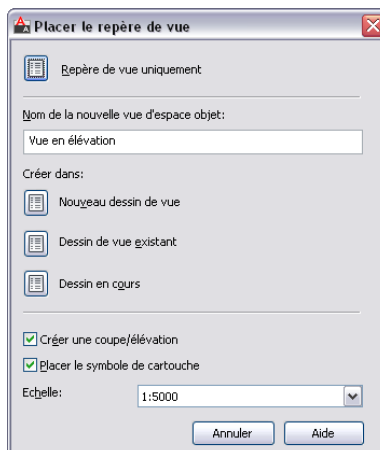 Placer le repère de vue
Repère de vue uniquement
Nom de la nouvelle vue d'espace objet:
Vue en élévation
Créer dans:
Nouveau dessin de vue
Dessin de vue existant
Dessin en cours
Créer une coupe/élévation
Placer le symbole de cartouche
Echelle: 1:5000
Annuler Aide